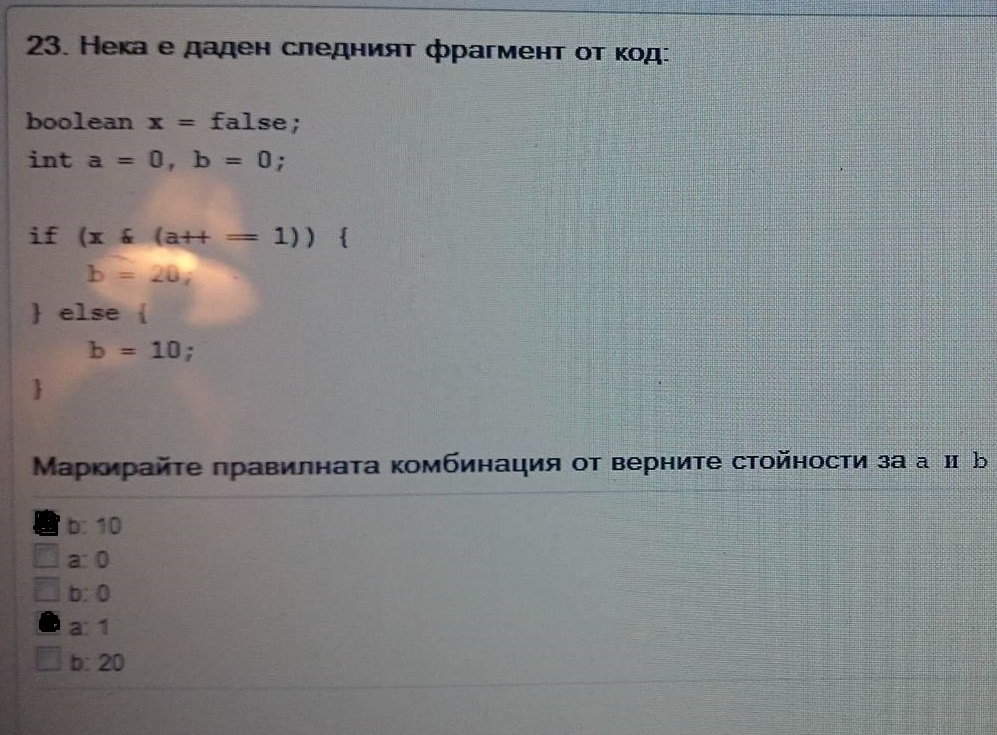 23. Нека е даден следният фрагмент от код:
boolean x = false;
int a = 0, b = 0;
if (x & (a++ == 1)) {
b = 20;
} else {
b = 10;
}
Маркирайте правилната комбинация от верните стойности за a и b
b: 10
a: 0
b: 0
a: 1
b: 20